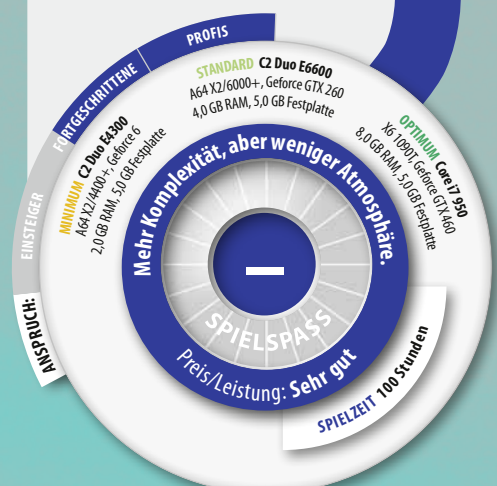 ANSPRUCH:
EINSTEIGER
FORTGESCHRITTENE
PROFIS
MINIMUM C2 Duo E4300
A64 X2/4400+, Geforce 6
2,0 GB RAM, 5,0 GB Festplatte
STANDARD C2 Duo E6600
A64 X2/6000+, Geforce GTX 260
4,0 GB RAM, 5,0 GB Festplatte
OPTIMUM Core i7 950
X6 1090T, Geforce GTX 460
8,0 GB RAM, 5,0 GB Festplatte
Mehr Komplexität, aber weniger Atmosphäre.
–
SPIELSPASS
Preis/Leistung: Sehr gut
SPIELZEIT 100 Stunden